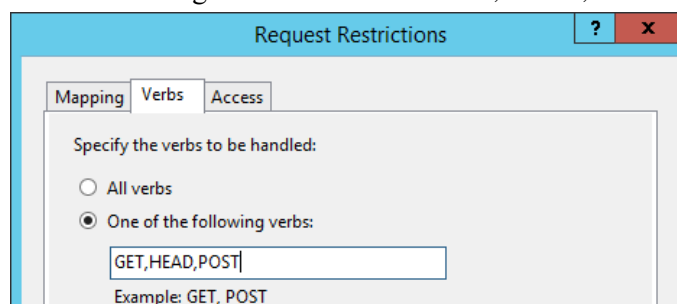 Request Restrictions
? x
Mapping Verbs Access
Specify the verbs to be handled:
All verbs
One of the following verbs:
GET,HEAD,POST
Example: GET, POST